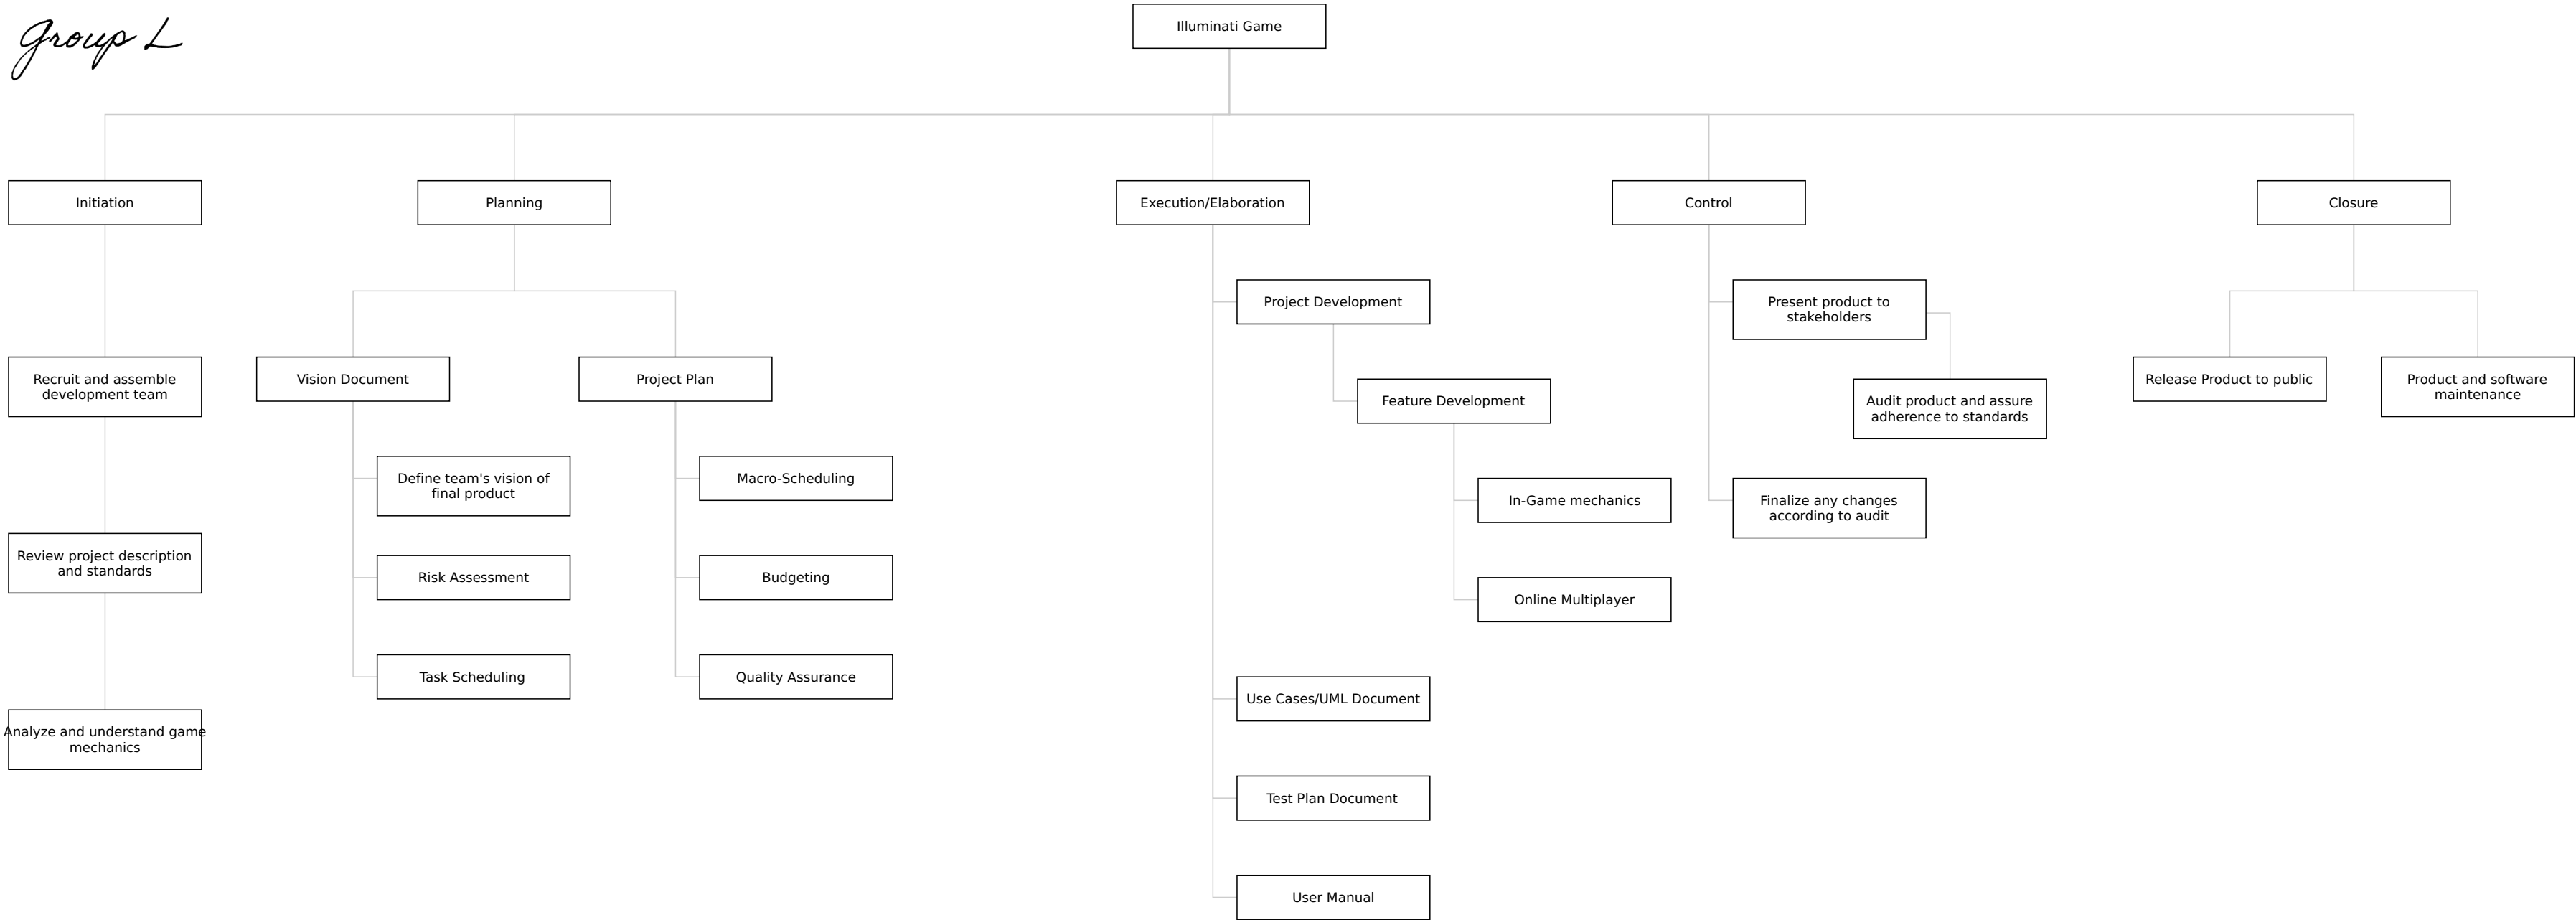 Group L
Illuminati Game
Initiation
Planning
Execution/Elaboration
Control
Closure
Recruit and assemble
development team
Review project description
and standards
Analyze and understand game
mechanics
Vision Document
Define team's vision of
final product
Risk Assessment
Task Scheduling
Project Plan
Macro-Scheduling
Budgeting
Quality Assurance
Project Development
Feature Development
In-Game mechanics
Online Multiplayer
Use Cases/UML Document
Test Plan Document
User Manual
Present product to
stakeholders
Audit product and assure
adherence to standards
Finalize any changes
according to audit
Release Product to public
Product and software
maintenance